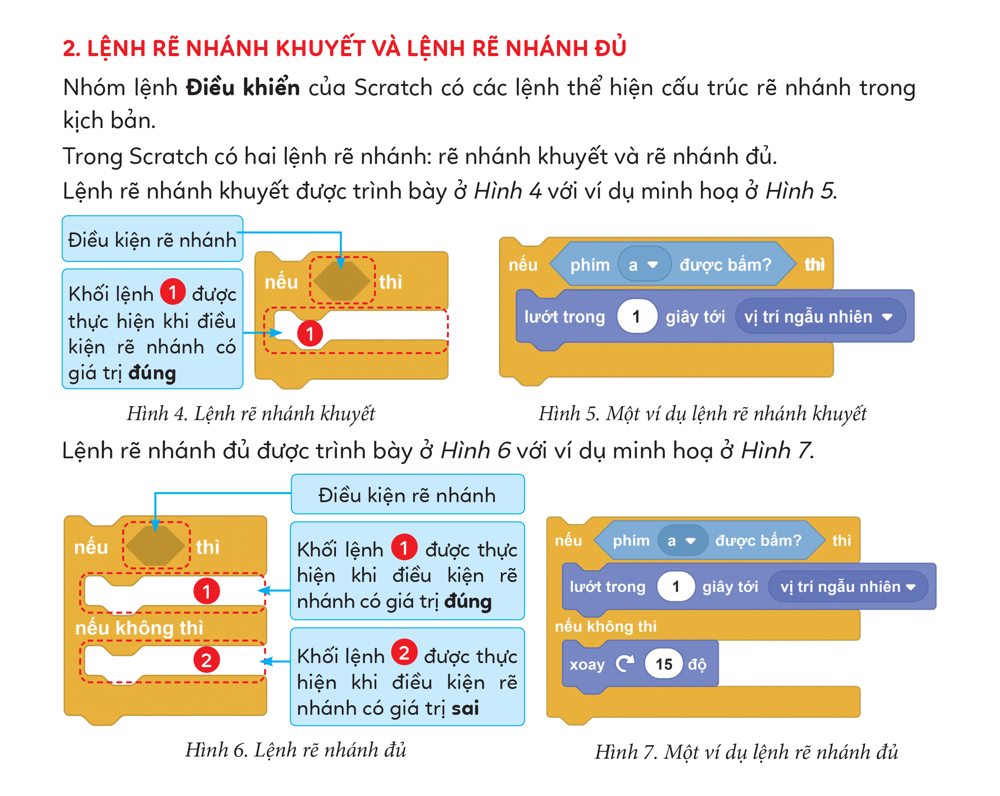 2. LỆNH RẼ NHÁNH KHUYẾT VÀ LỆNH RẼ NHÁNH ĐỦ
Nhóm lệnh Điều khiển của Scratch có các lệnh thể hiện cấu trúc rẽ nhánh trong
kịch bản.
Trong Scratch có hai lệnh rẽ nhánh: rẽ nhánh khuyết và rẽ nhánh đủ.
Lệnh rẽ nhánh khuyết được trình bày ở Hình 4 với ví dụ minh hoạ ở Hình 5.
Điều kiện rẽ nhánh
Khối lệnh 1 được
thực hiện khi điều
kiện rẽ nhánh có
giá trị đúng
nếu thì
1
Hình 4. Lệnh rẽ nhánh khuyết
nếu phím a được bấm? thì
lướt trong 1 giây tới vị trí ngẫu nhiên
Hình 5. Một ví dụ lệnh rẽ nhánh khuyết
Lệnh rẽ nhánh đủ được trình bày ở Hình 6 với ví dụ minh hoạ ở Hình 7.
nếu thì
1
nếu không thì
2
Điều kiện rẽ nhánh
Khối lệnh 1 được thực
hiện khi điều kiện rẽ
nhánh có giá trị đúng
Khối lệnh 2 được thực
hiện khi điều kiện rẽ
nhánh có giá trị sai
Hình 6. Lệnh rẽ nhánh đủ
nếu phím a được bấm? thì
lướt trong 1 giây tới vị trí ngẫu nhiên
nếu không thì
xoay 15 độ
Hình 7. Một ví dụ lệnh rẽ nhánh đủ